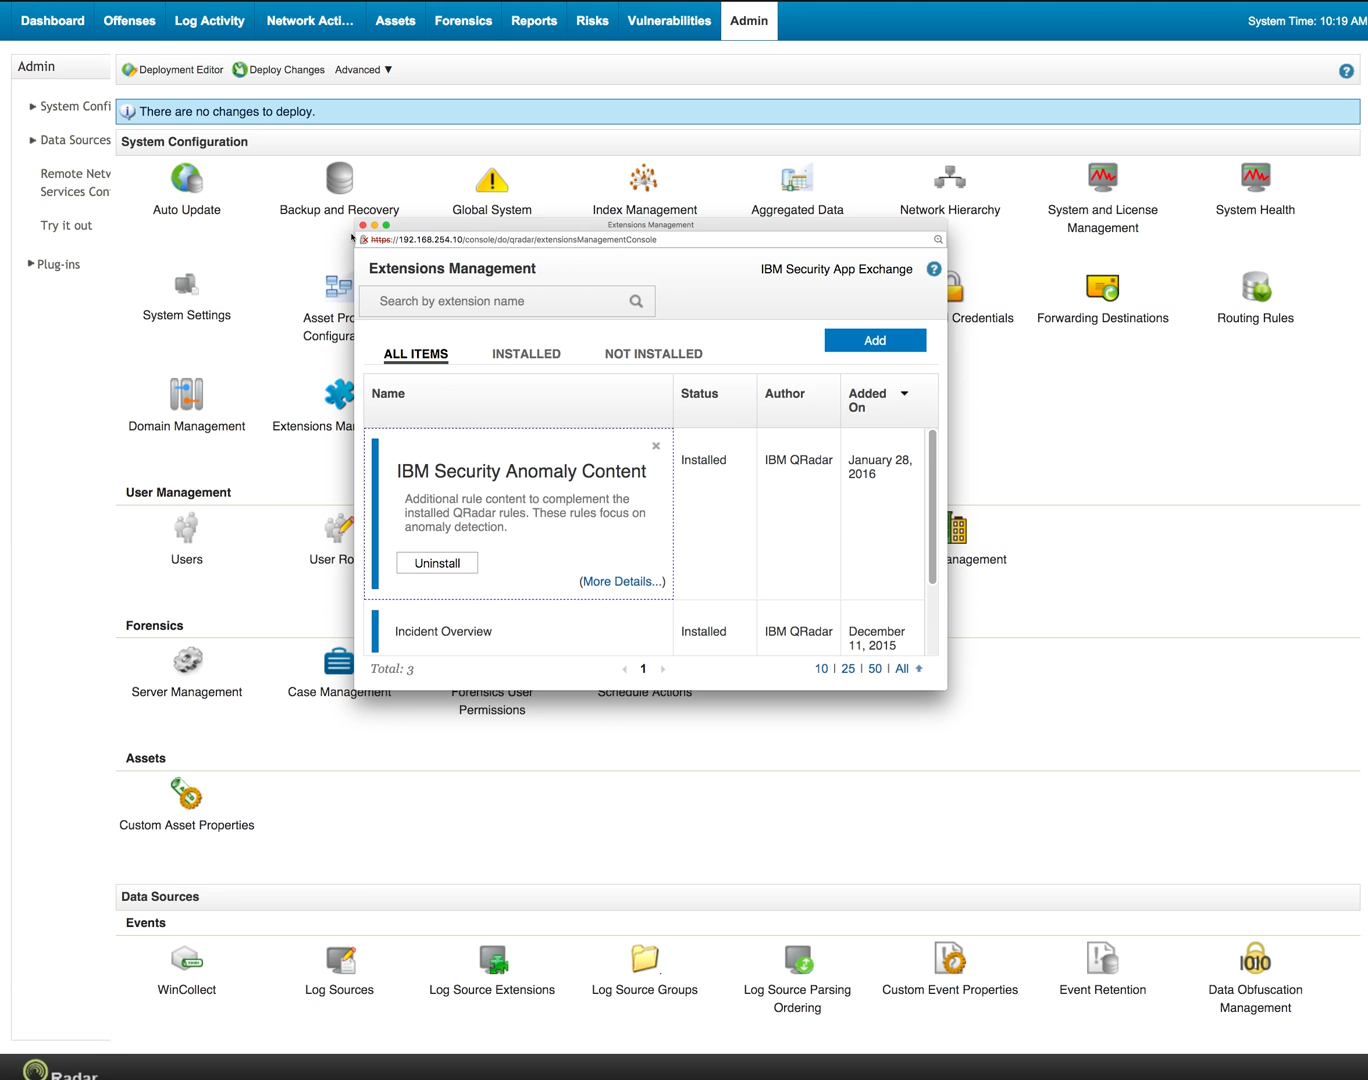 Dashboard Offenses Log Activity Network Acti... Assets Forensics Reports Risks Vulnerabilities Admin System Time: 10:19 AM
Admin
Deployment Editor Deploy Changes Advanced ▼
There are no changes to deploy.
System Confi
Data Sources
Remote Netw
Services Con
Try it out
Plug-ins
System Configuration
Auto Update
Backup and Recovery
Global System
Index Management
Aggregated Data
Network Hierarchy
System and License
Management
System Health
System Settings
Asset Pro
Configura
Credentials
Forwarding Destinations
Routing Rules
Domain Management
Extensions Mai
Extensions Management
https://192.168.254.10/console/do/qradar/extensionsManagementConsole
Extensions Management
IBM Security App Exchange
Search by extension name
Add
ALL ITEMS INSTALLED NOT INSTALLED
Name Status Author Added
On
IBM Security Anomaly Content
Additional rule content to complement the
installed QRadar rules. These rules focus on
anomaly detection.
Uninstall
(More Details...)
Installed
IBM QRadar
January 28,
2016
Incident Overview
Installed
IBM QRadar
December
11, 2015
Total: 3
1
10 | 25 | 50 | All
User Management
Users
User Ro
anagement
Forensics
Server Management
Case Management
Forensics User
Permissions
Schedule Actions
Assets
Custom Asset Properties
Data Sources
Events
WinCollect
Log Sources
Log Source Extensions
Log Source Groups
Log Source Parsing
Ordering
Custom Event Properties
Event Retention
Data Obfuscation
Management
Radar